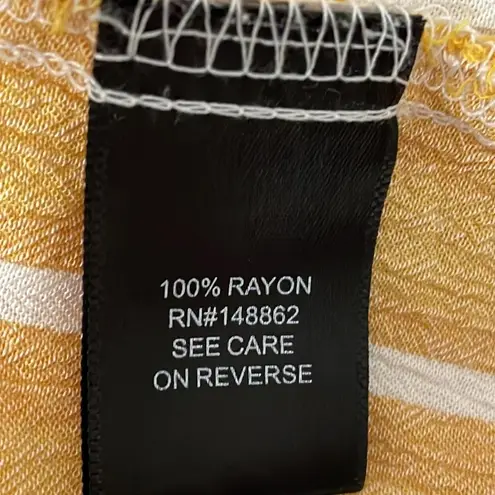 100% RAYON
RN#148862
SEE CARE
ON REVERSE